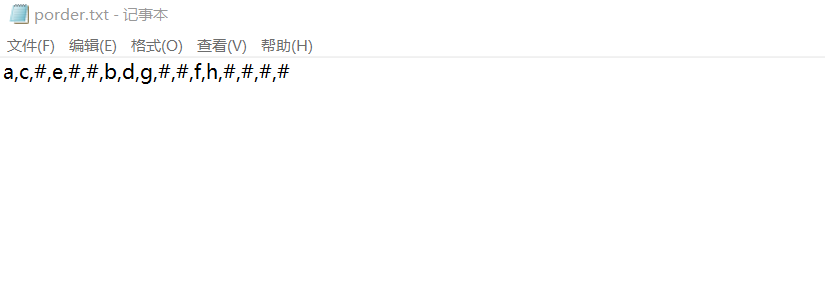 porder.txt - 记事本
文件(F) 编辑(E) 格式(O) 查看(V) 帮助(H)
a,c,#,e,#,#,b,d,g,#,#,f,h,#,#,#,#